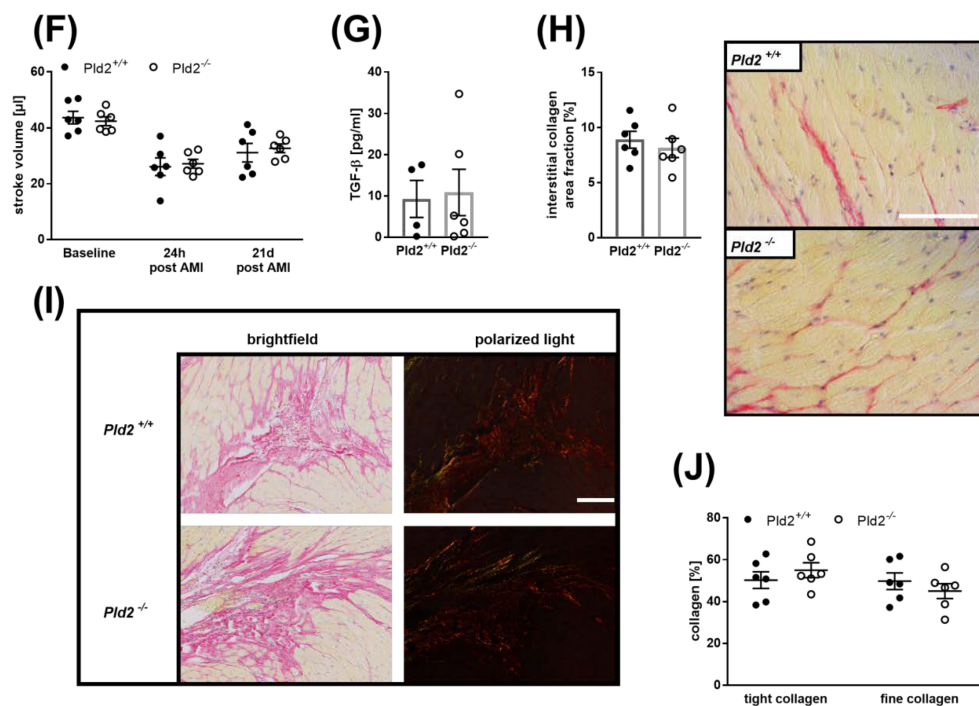 (F)
Pld2+/+ Pld2-/-
stroke volume [µl]
60
40
20
0
Baseline
24h
post AMI
21d
post AMI
(G)
TGF-β [pg/ml]
40
30
20
10
0
Pld2+/+ Pld2-/-
(H)
interstitial collagen
area fraction [%]
15
10
5
0
Pld2+/+ Pld2-/-
Pld2 +/+
Pld2 -/-
(I)
brightfield polarized light
Pld2 +/+
Pld2 -/-
(J)
Pld2+/+ Pld2-/-
collagen [%]
80
60
40
20
0
tight collagen fine collagen